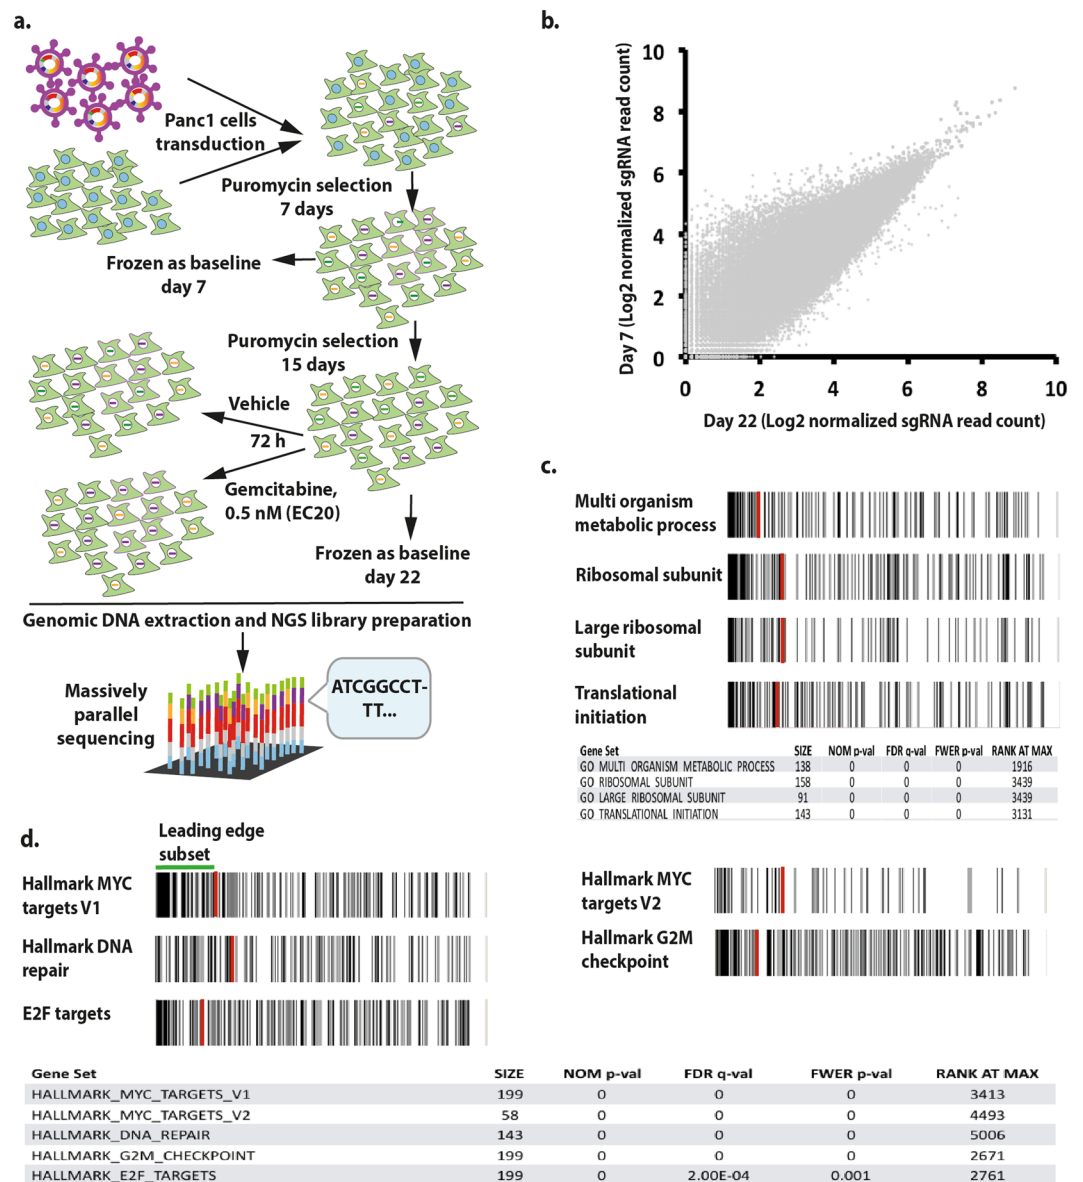 a.
Panc1 cells
transduction
Puromycin selection
7 days
Frozen as baseline
day 7
Puromycin selection
15 days
Vehicle
72 h
Gemcitabine,
0.5 nM (EC20)
Frozen as baseline
day 22
Genomic DNA extraction and NGS library preparation
Massively
parallel
sequencing
ATCGGCCT-
TT...
b.
Day 7 (Log2 normalized sgRNA read count)
10
8
6
4
2
0
0 2 4 6 8 10
Day 22 (Log2 normalized sgRNA read count)
c.
Multi organism
metabolic process
Ribosomal subunit
Large ribosomal
subunit
Translational
initiation
Gene Set SIZE NOM p-val FDR q-val FWER p-val RANK AT MAX
GO MULTI ORGANISM METABOLIC PROCESS 138 0 0 0 1916
GO RIBOSOMAL SUBUNIT 158 0 0 0 3439
GO LARGE RIBOSOMAL SUBUNIT 91 0 0 0 3439
GO TRANSLATIONAL INITIATION 143 0 0 0 3131
d.
Leading edge
subset
Hallmark MYC
targets V1
Hallmark DNA
repair
E2F targets
Hallmark MYC
targets V2
Hallmark G2M
checkpoint
Gene Set SIZE NOM p-val FDR q-val FWER p-val RANK AT MAX
HALLMARK_MYC_TARGETS_V1 199 0 0 0 3413
HALLMARK_MYC_TARGETS_V2 58 0 0 0 4493
HALLMARK_DNA_REPAIR 143 0 0 0 5006
HALLMARK_G2M_CHECKPOINT 199 0 0 0 2671
HALLMARK_E2F_TARGETS 199 0 2.00E-04 0.001 2761